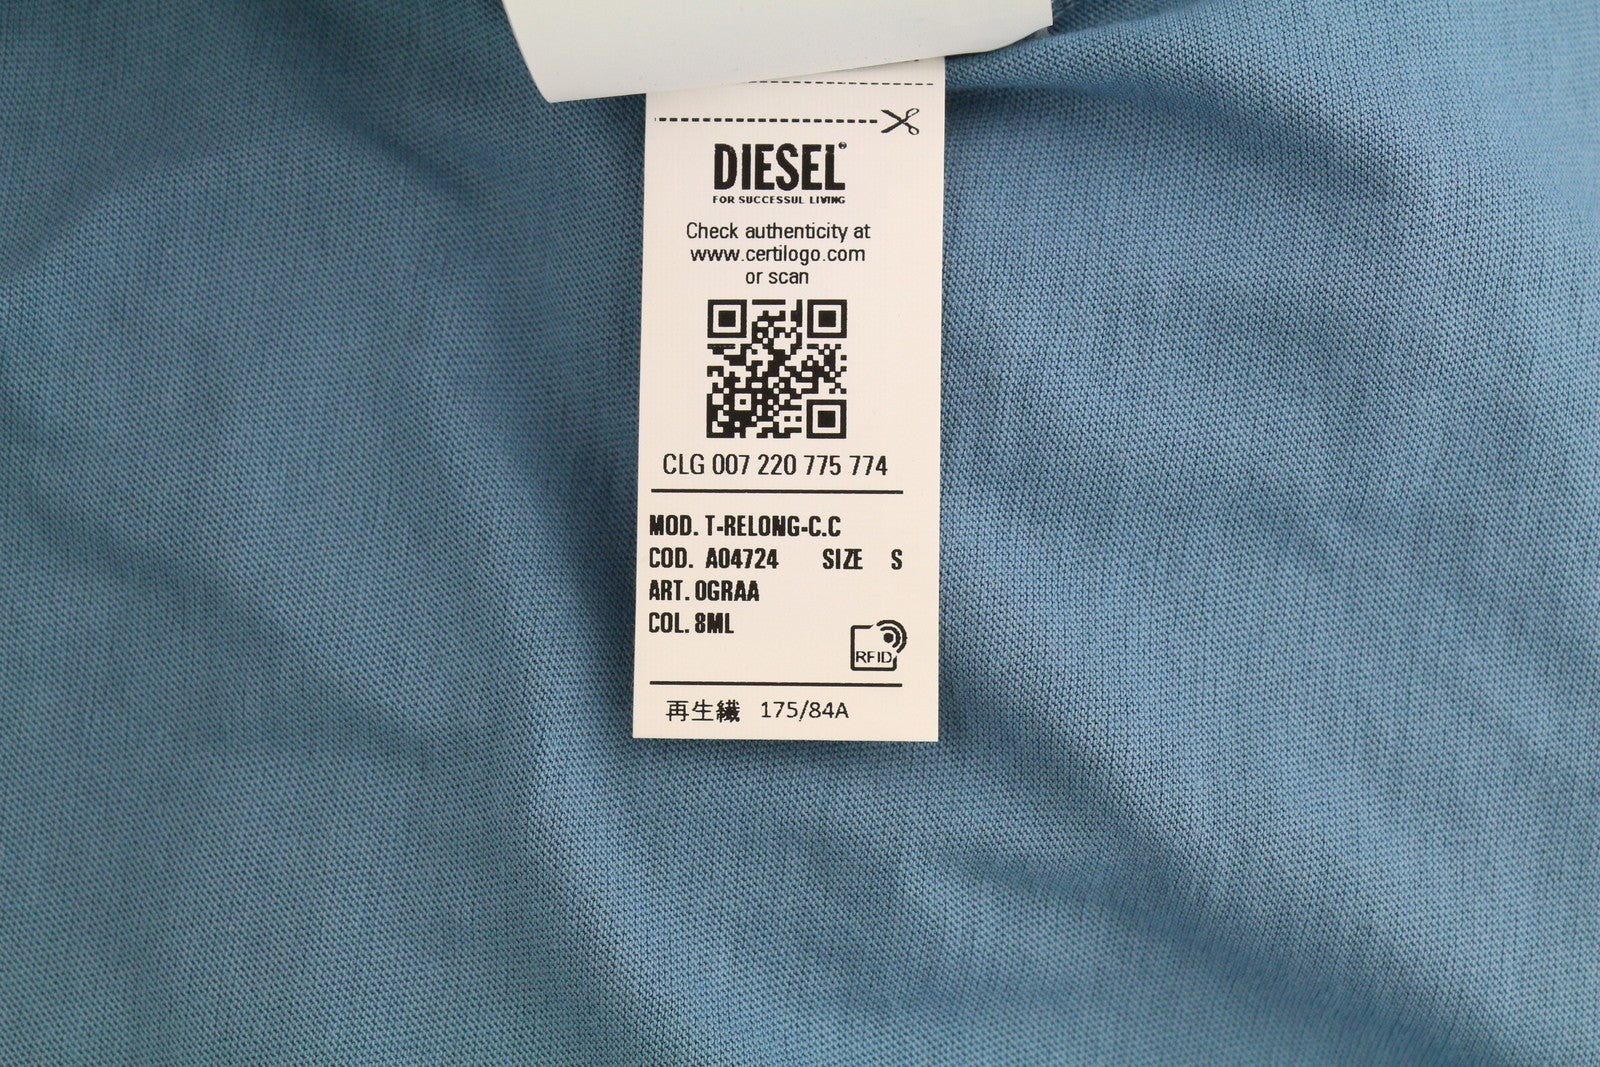 DIESEL®
FOR SUCCESSUL LIVING
Check authenticity at
www.certilogo.com
or scan
CLG 007 220 775 774
MOD. T-RELONG-C.C
COD. A04724 SIZE S
ART. 0GRAA
COL. 8ML
RFID
再生纖 175/84A